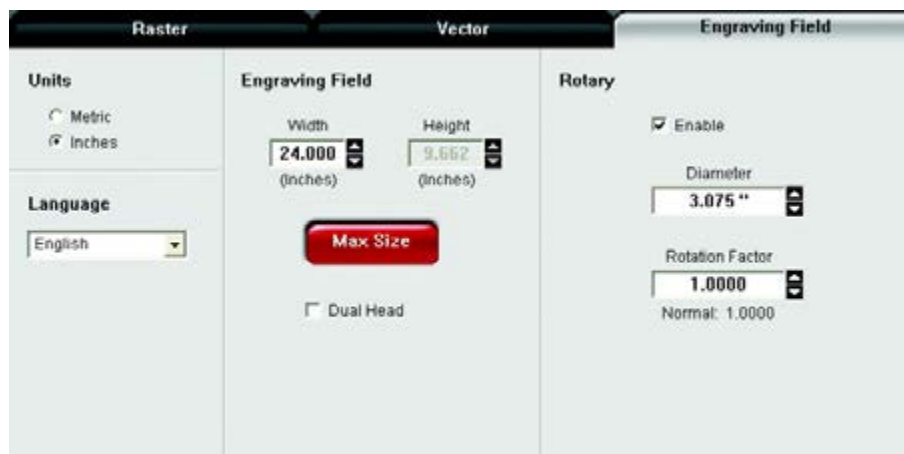 Raster
Vector
Engraving Field
Units
Metric
Inches
Language
English
Engraving Field
Width
Height
24.000
9.662
(Inches)
(Inches)
Max Size
Dual Head
Rotary
Enable
Diameter
3.075 "
Rotation Factor
1.0000
Normal: 1.0000